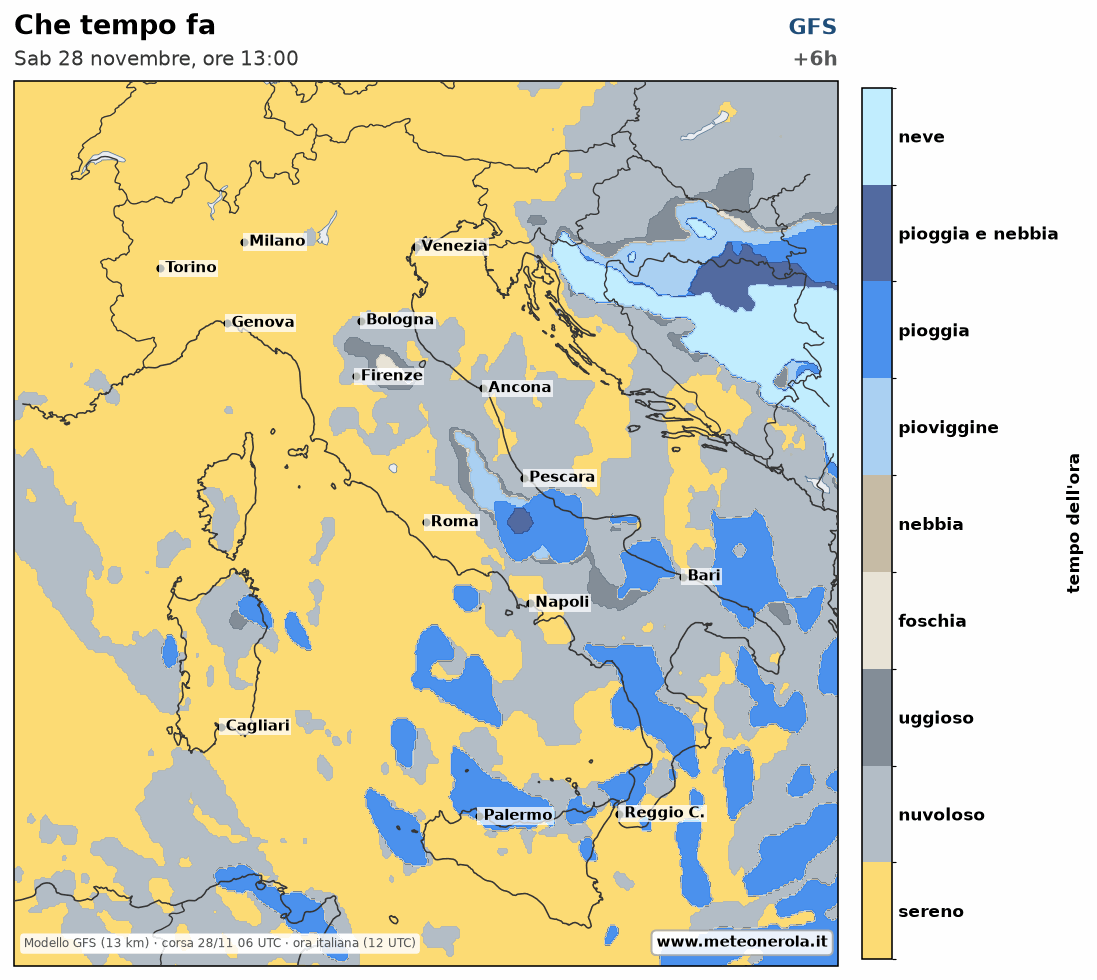 Che tempo fa
GFS
Sab 28 novembre, ore 13:00
+6h
neve
pioggia e nebbia
pioggia
pioviggine
nebbia
foschia
uggioso
nuvoloso
sereno
tempo dell'ora
Milano
Venezia
Torino
Genova
Bologna
Firenze
Ancona
Pescara
Roma
Bari
Napoli
Cagliari
Palermo
Reggio C.
Modello GFS (13 km) · corsa 28/11 06 UTC · ora italiana (12 UTC)
www.meteonerola.it